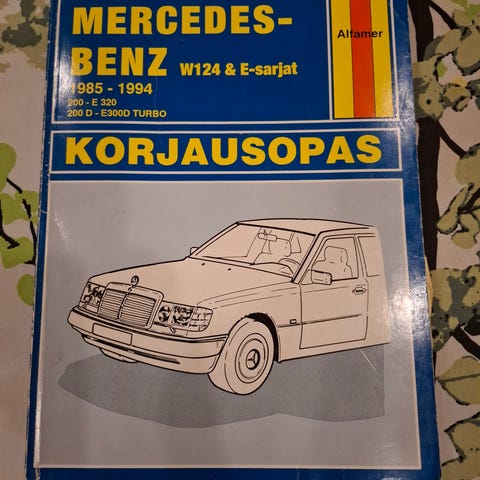 MERCEDES-
BENZ W124 & E-sarjat
1985 - 1994
200 - E 320
200 D - E300D TURBO
Alfamer
KORJAUSOPAS